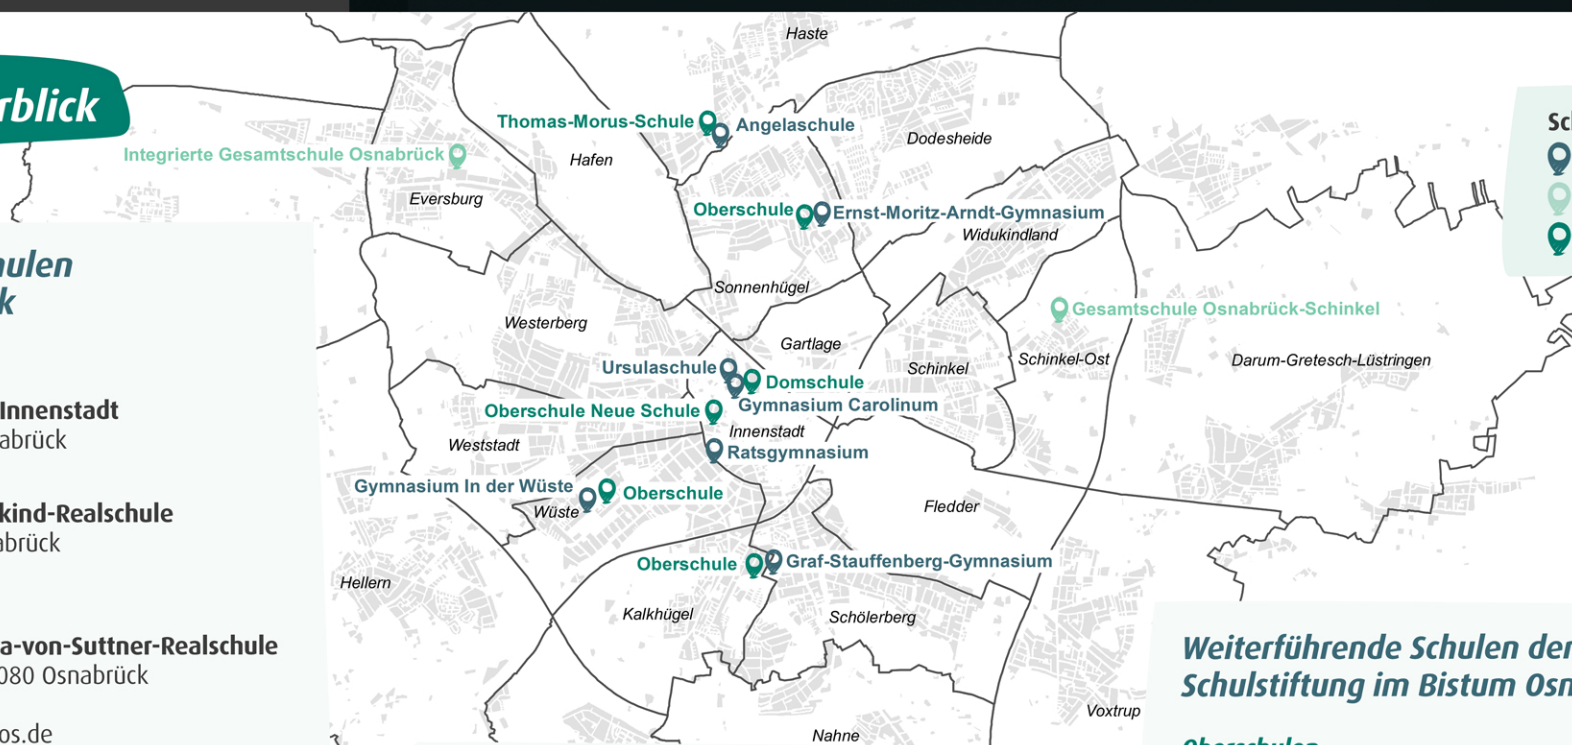 rblick
Haste
Thomas-Morus-Schule
Angelaschule
Dodesheide
Integrierte Gesamtschule Osnabrück
Hafen
Eversburg
Oberschule
Ernst-Moritz-Arndt-Gymnasium
Widukindland
ulen
k
Sonnenhügel
Gesamtschule Osnabrück-Schinkel
Westerberg
Gartlage
Schinkel-Ost
Darum-Gretesch-Lüstringen
Ursulaschule
Schinkel
Domschule
Gymnasium Carolinum
Oberschule Neue Schule
Innenstadt
Weststadt
Ratsgymnasium
Gymnasium In der Wüste
Oberschule
Wüste
Fledder
Oberschule
Graf-Stauffenberg-Gymnasium
Hellern
Kalkhügel
Schölerberg
Voxtrup
Nahne
Innenstadt
abrück
kind-Realschule
abrück
a-von-Suttner-Realschule
080 Osnabrück
os.de
Sc
Weiterführende Schulen der
Schulstiftung im Bistum Osn
Oberschulen